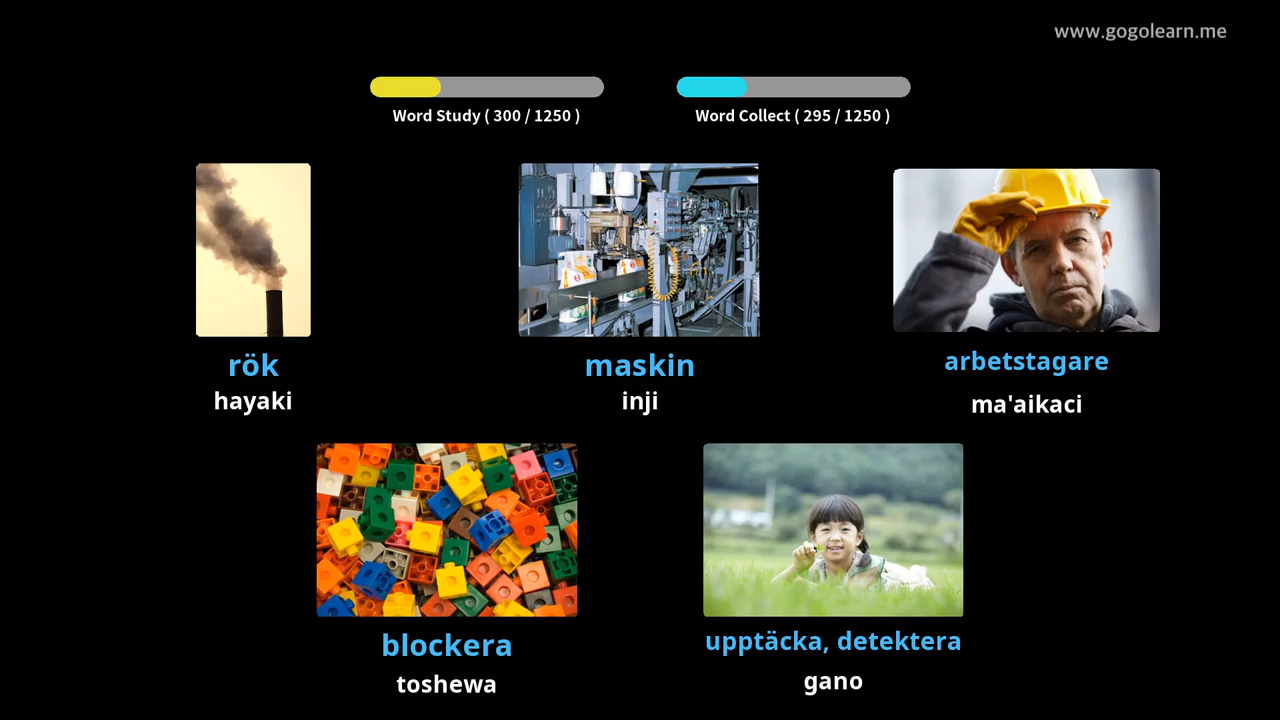 www.gogolearn.me
Word Study ( 300 / 1250 )
Word Collect ( 295 / 1250 )
rök
hayaki
maskin
inji
arbetstagare
ma'aikaci
blockera
toshewa
upptäcka, detektera
gano